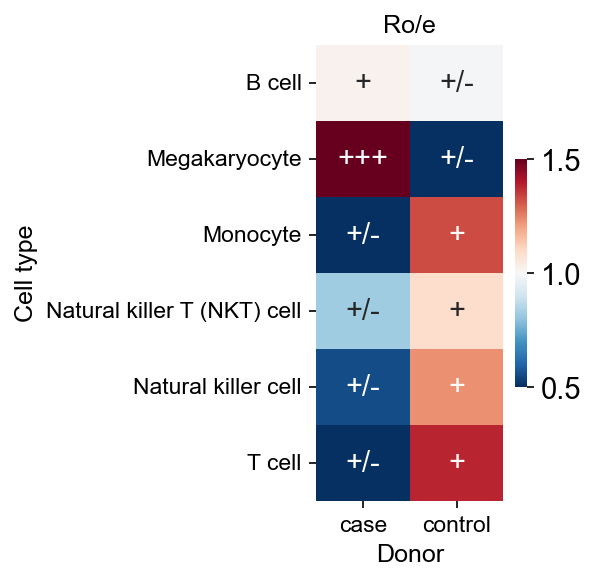 Ro/e
B cell + +/-
Megakaryocyte +++ +/-
Monocyte +/- +
Natural killer T (NKT) cell +/- +
Natural killer cell +/- +
T cell +/- +
case control
Donor
Cell type
1.5
1.0
0.5